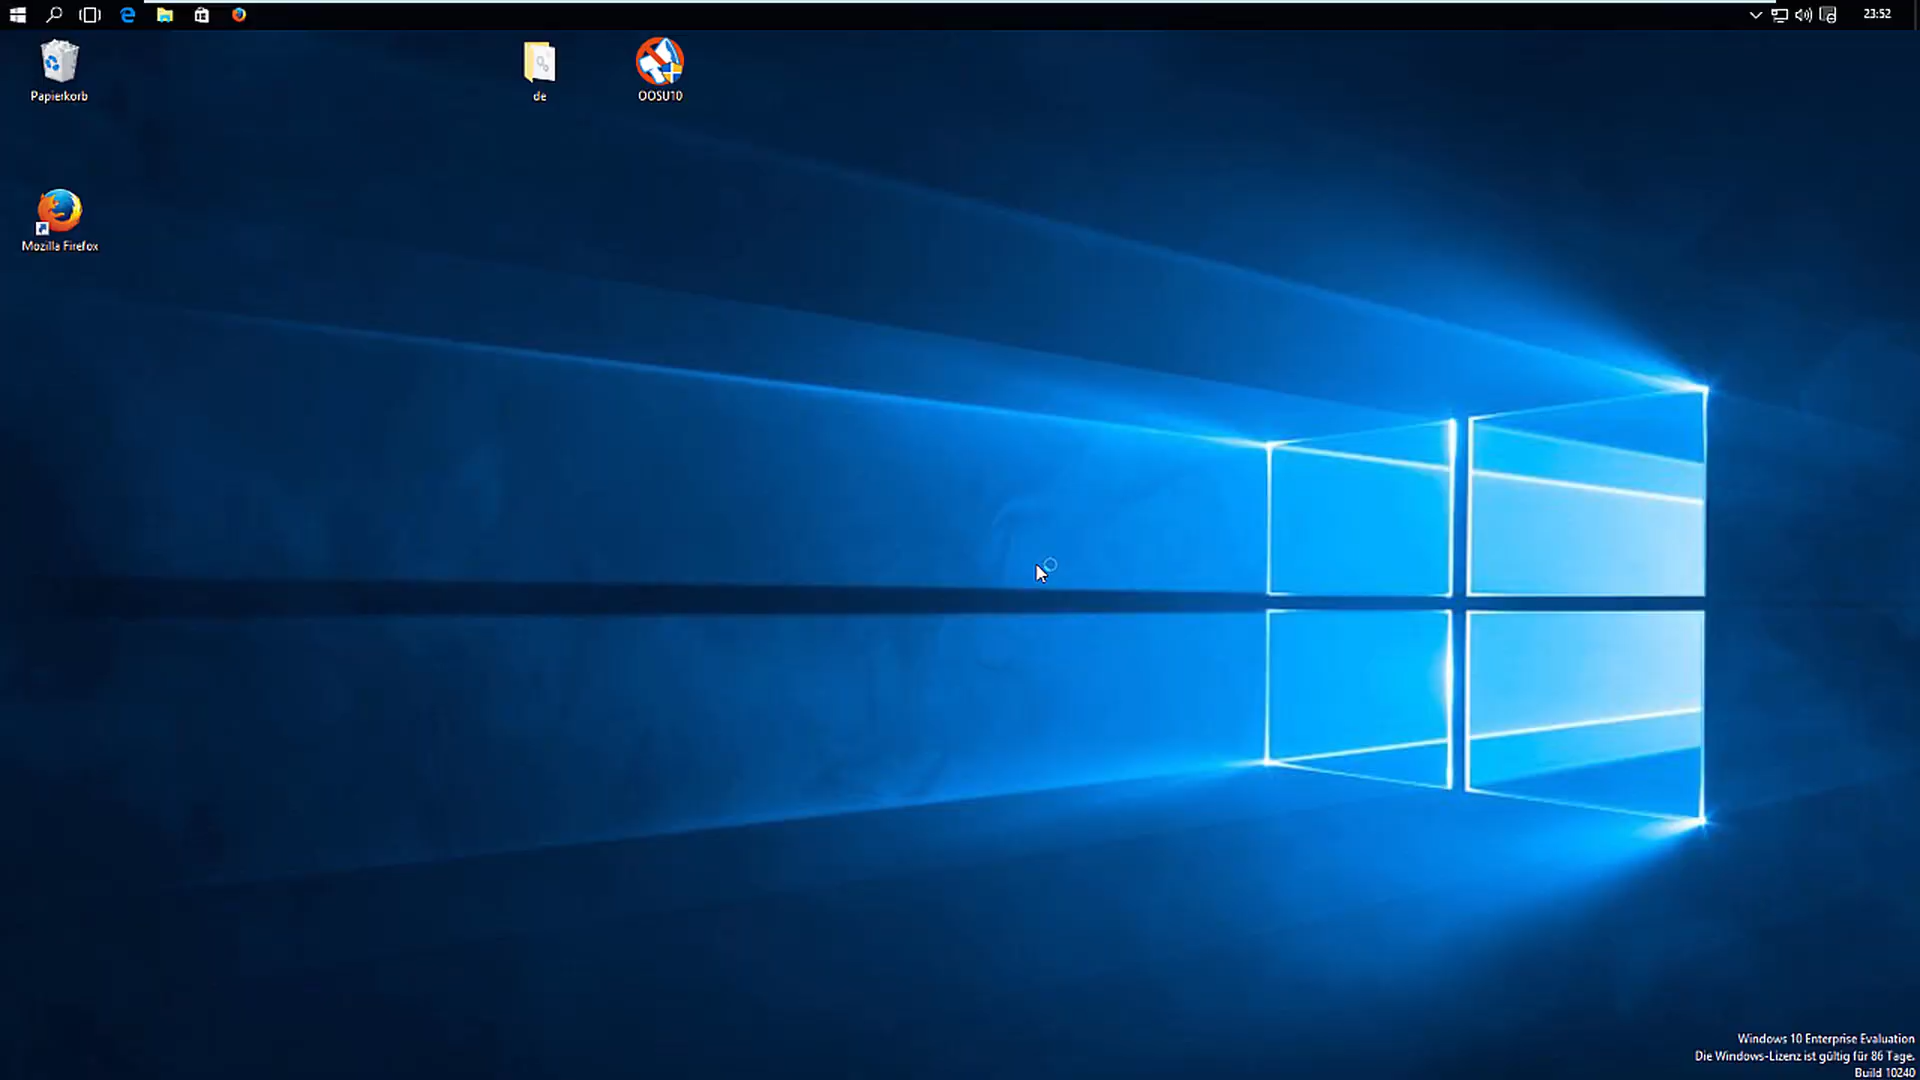 23:52
Papierkorb
de
OOSU10
Mozilla Firefox
Windows 10 Enterprise Evaluation
Die Windows-Lizenz ist gültig für 86 Tage.
Build 10240